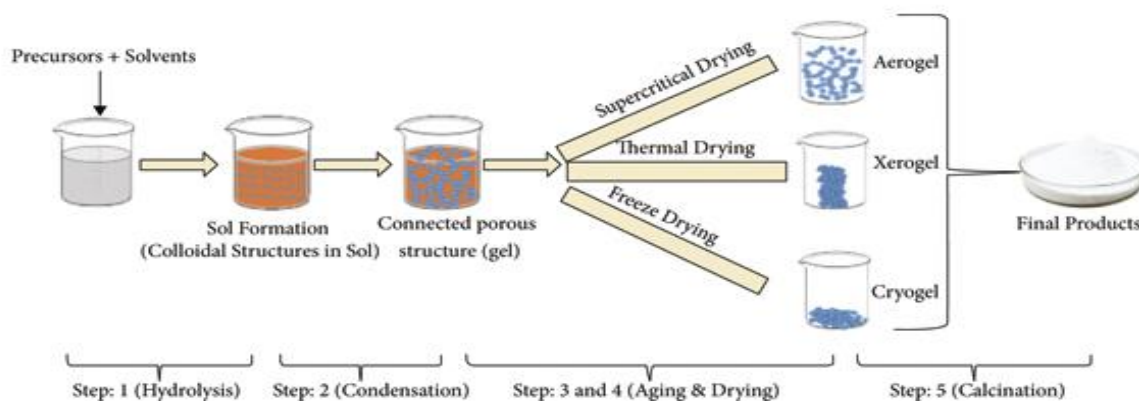 Precursors + Solvents
Sol Formation
(Colloidal Structures in Sol)
Connected porous
structure (gel)
Supercritical Drying
Thermal Drying
Freeze Drying
Aerogel
Xerogel
Cryogel
Final Products
Step: 1 (Hydrolysis)
Step: 2 (Condensation)
Step: 3 and 4 (Aging & Drying)
Step: 5 (Calcination)